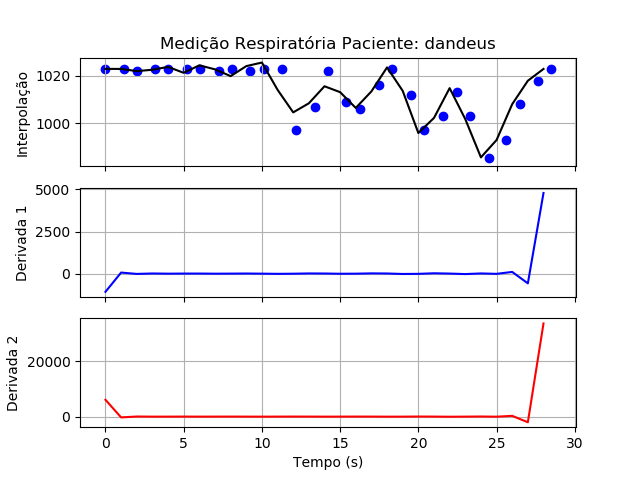 Medição Respiratória Paciente: dandeus
Interpolação
1020
1000
Derivada 1
5000
2500
0
Derivada 2
20000
0
0 5 10 15 20 25 30
Tempo (s)